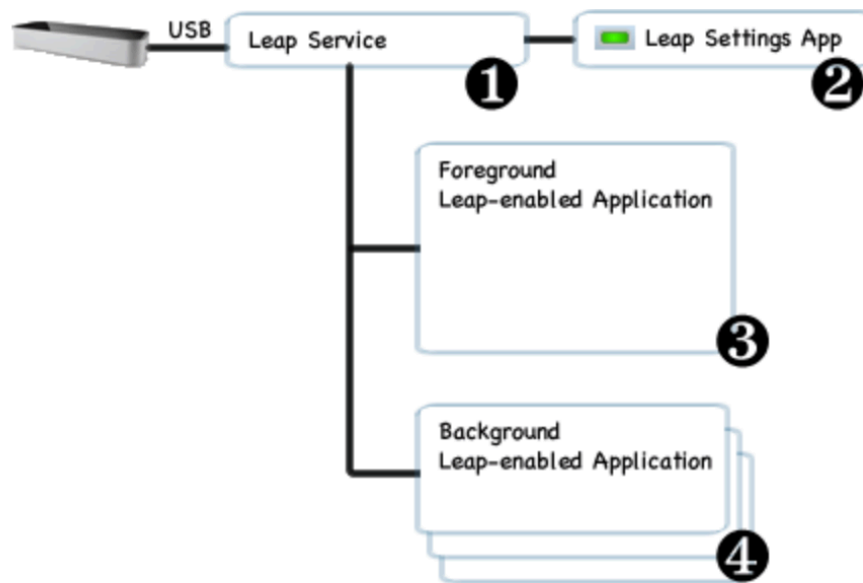 USB
Leap Service
1
Leap Settings App
2
Foreground
Leap-enabled Application
3
Background
Leap-enabled Application
4